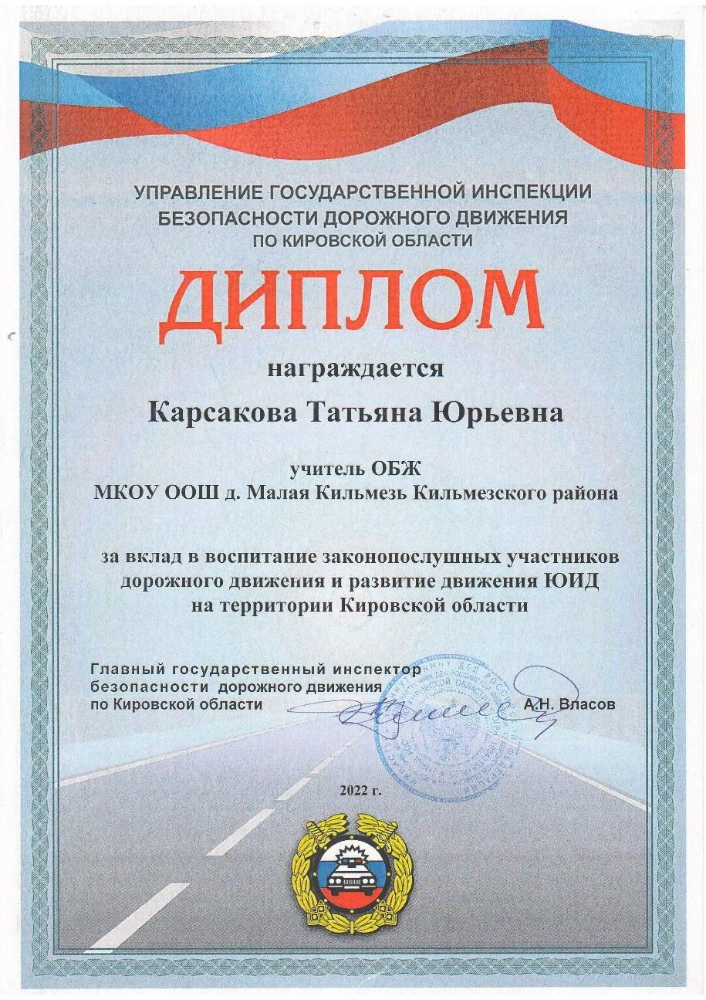 УПРАВЛЕНИЕ ГОСУДАРСТВЕННОЙ ИНСПЕКЦИИ
БЕЗОПАСНОСТИ ДОРОЖНОГО ДВИЖЕНИЯ
ПО КИРОВСКОЙ ОБЛАСТИ
ДИПЛОМ
награждается
Карсакова Татьяна Юрьевна
учитель ОБЖ
МКОУ ООШ д. Малая Кильмезь Кильмезского района
за вклад в воспитание законопослушных участников
дорожного движения и развитие движения ЮИД
на территории Кировской области
Главный государственный инспектор
безопасности дорожного движения
по Кировской области
А.Н. Власов
2022 г.